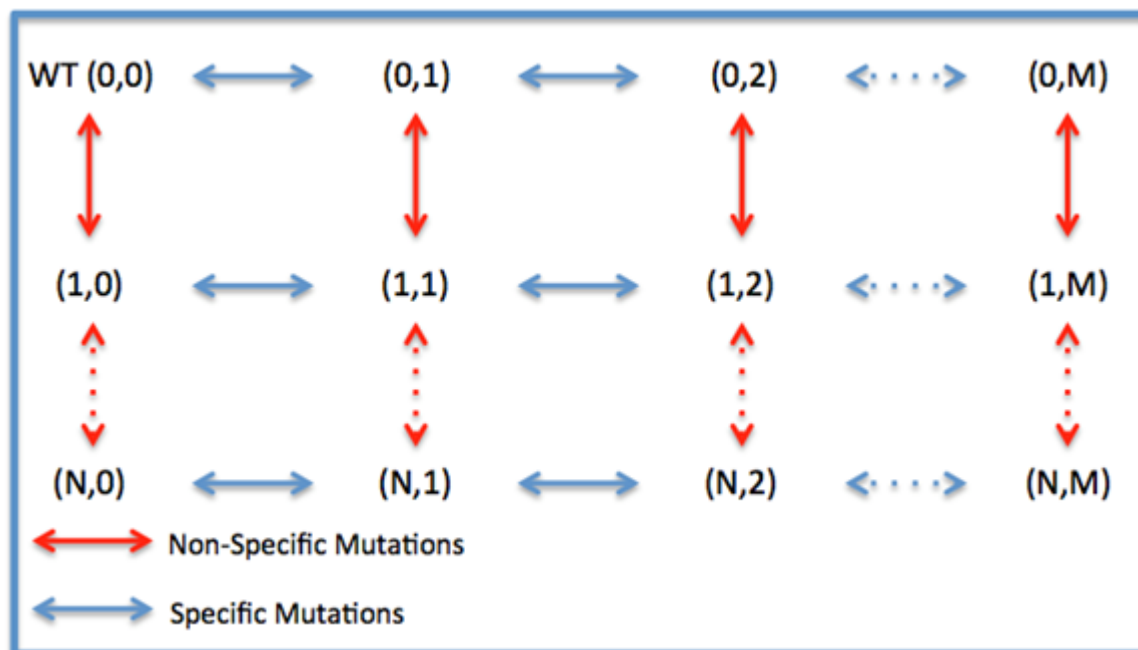 WT (0,0) (0,1) (0,2) (0,M)
(1,0) (1,1) (1,2) (1,M)
(N,0) (N,1) (N,2) (N,M)
Non-Specific Mutations
Specific Mutations